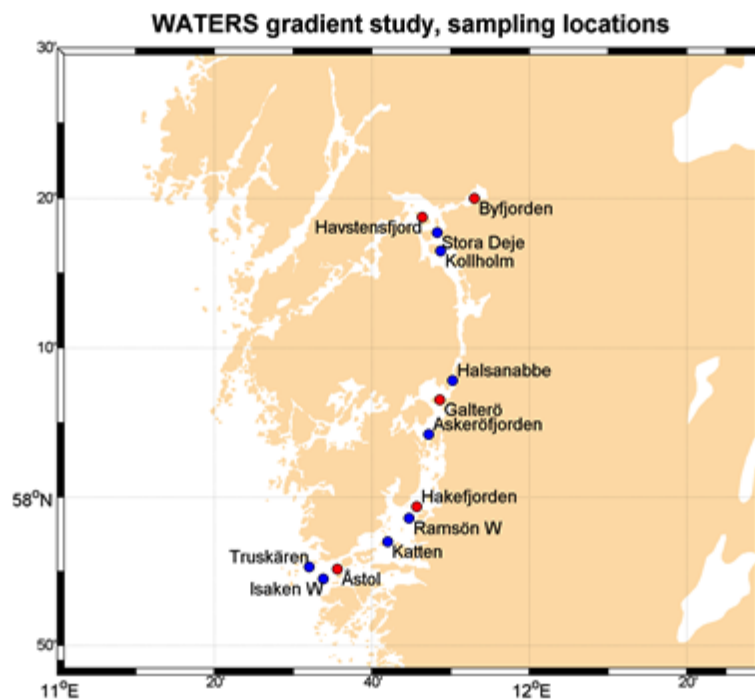 WATERS gradient study, sampling locations
30'
20'
Byfjorden
Havstensfjord
Stora Deje
Kollholm
10'
Halsanabbe
Galterö
Askeröfjorden
58°N
Hakefjorden
Ramsön W
Katten
Truskären
Åstol
Isaken W
50'
11°E
20'
40'
12°E
20'